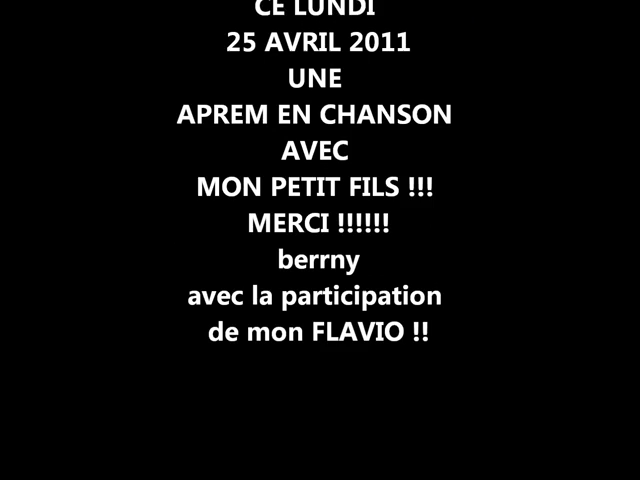 CE LUNDI
25 AVRIL 2011
UNE
APREM EN CHANSON
AVEC
MON PETIT FILS !!!
MERCI !!!!!!
berrny
avec la participation
de mon FLAVIO !!